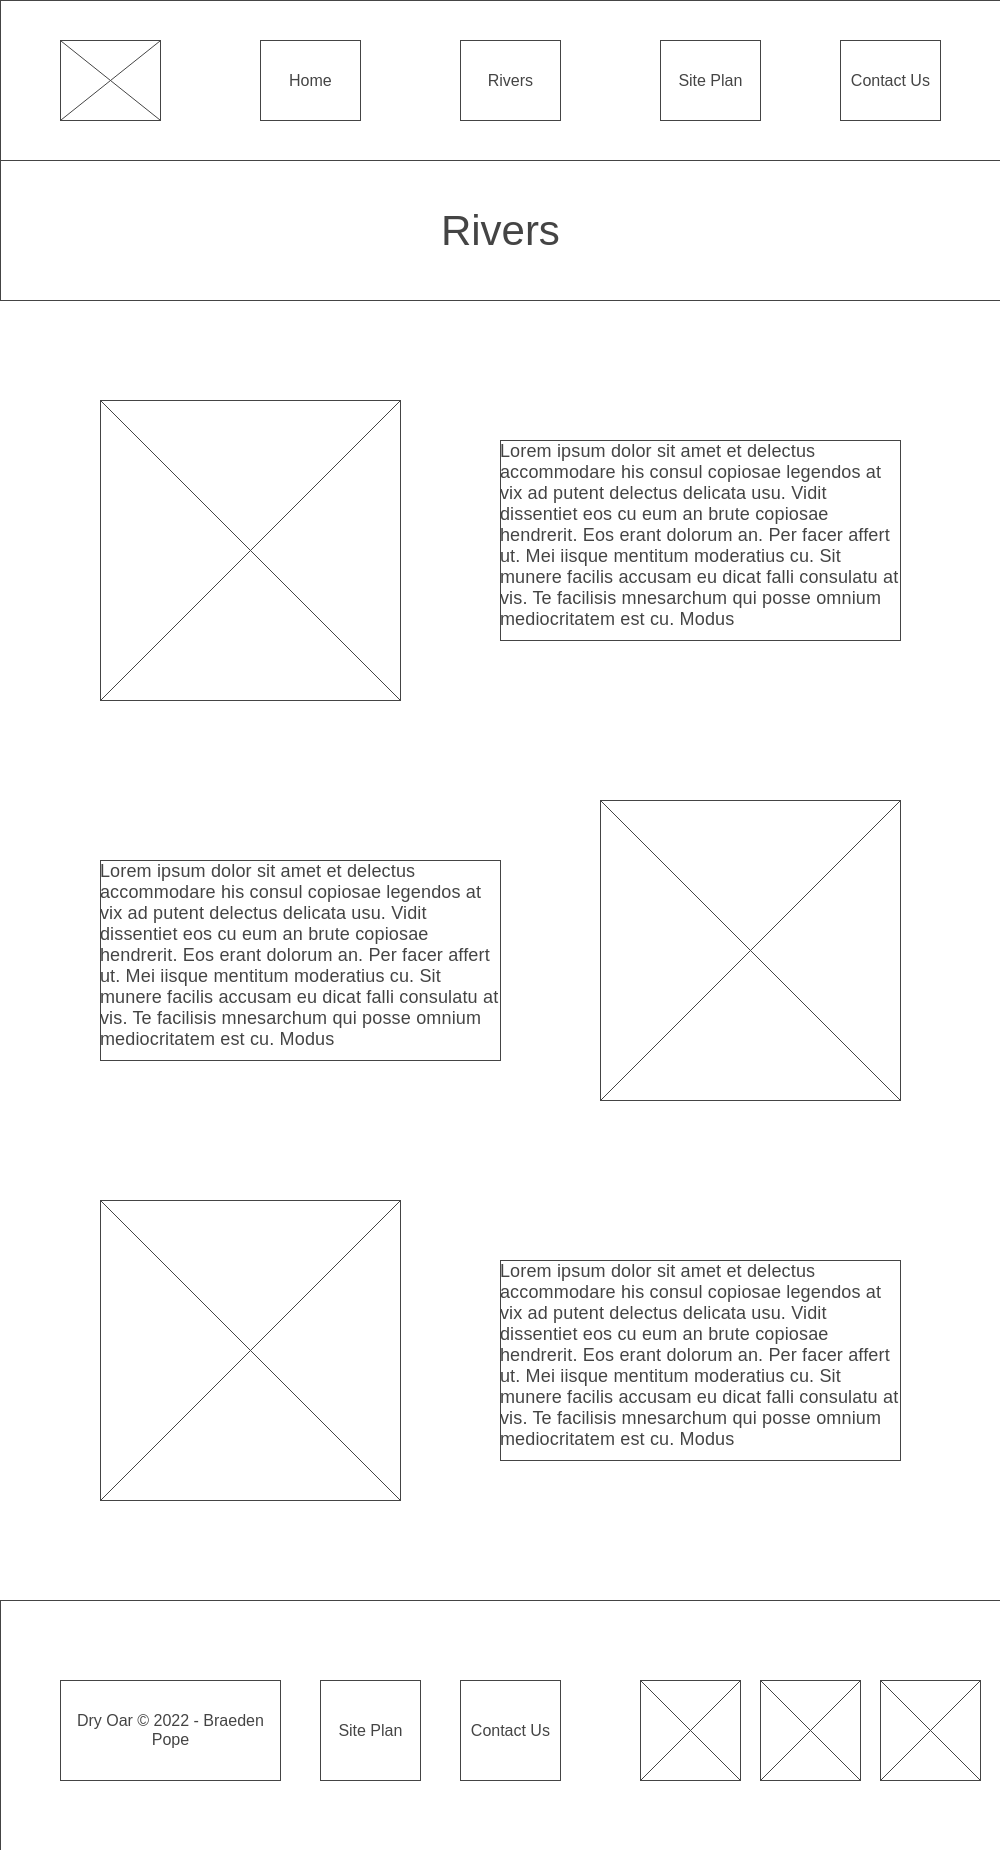 Home
Rivers
Site Plan
Contact Us
Rivers
Lorem ipsum dolor sit amet et delectus
accommodare his consul copiosae legendos at
vix ad putent delectus delicata usu. Vidit
dissentiet eos cu eum an brute copiosae
hendrerit. Eos erant dolorum an. Per facer affert
ut. Mei iisque mentitum moderatius cu. Sit
munere facilis accusam eu dicat falli consulatu at
vis. Te facilisis mnesarchum qui posse omnium
mediocritatem est cu. Modus
Lorem ipsum dolor sit amet et delectus
accommodare his consul copiosae legendos at
vix ad putent delectus delicata usu. Vidit
dissentiet eos cu eum an brute copiosae
hendrerit. Eos erant dolorum an. Per facer affert
ut. Mei iisque mentitum moderatius cu. Sit
munere facilis accusam eu dicat falli consulatu at
vis. Te facilisis mnesarchum qui posse omnium
mediocritatem est cu. Modus
Lorem ipsum dolor sit amet et delectus
accommodare his consul copiosae legendos at
vix ad putent delectus delicata usu. Vidit
dissentiet eos cu eum an brute copiosae
hendrerit. Eos erant dolorum an. Per facer affert
ut. Mei iisque mentitum moderatius cu. Sit
munere facilis accusam eu dicat falli consulatu at
vis. Te facilisis mnesarchum qui posse omnium
mediocritatem est cu. Modus
Dry Oar © 2022 - Braeden
Pope
Site Plan
Contact Us